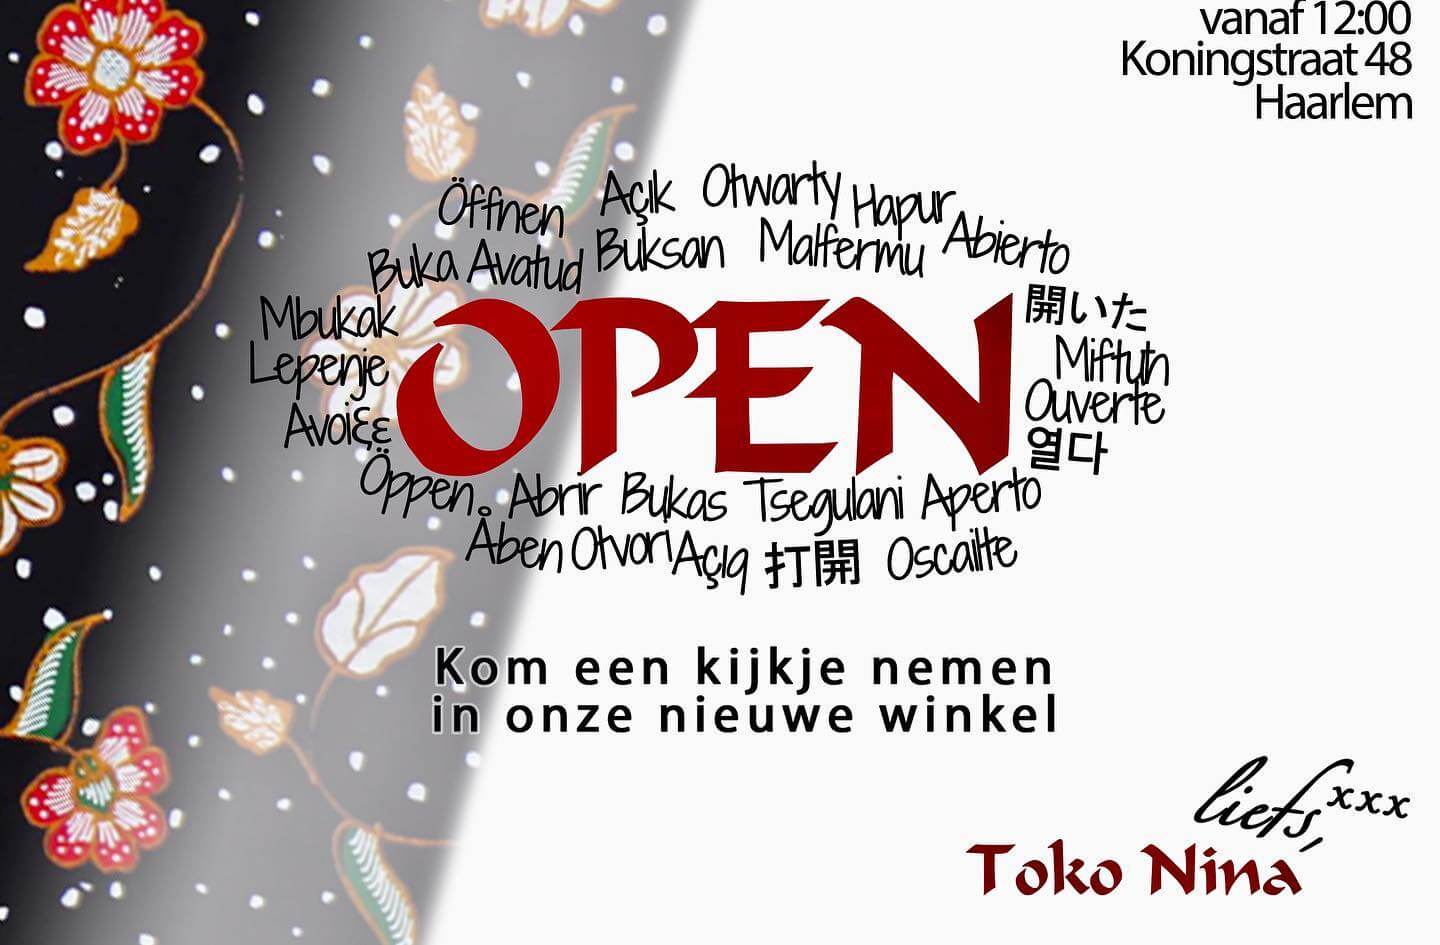 vanaf 12:00
Koningstraat 48
Haarlem
Öffnen Açık Otwarty Hapur
Buka Avatud Buksan Malfermu Abierto
Mbukak
Lepenje
Avoiξε
OPEN
開いた
Miftuħ
Ouverte
열다
Öppen. Abrir Bukas Tsegulani Aperto
Åben Otvori Açıq 打開 Oscailte
Kom een kijkje nemen
in onze nieuwe winkel
liefs, xxx
Toko Nina